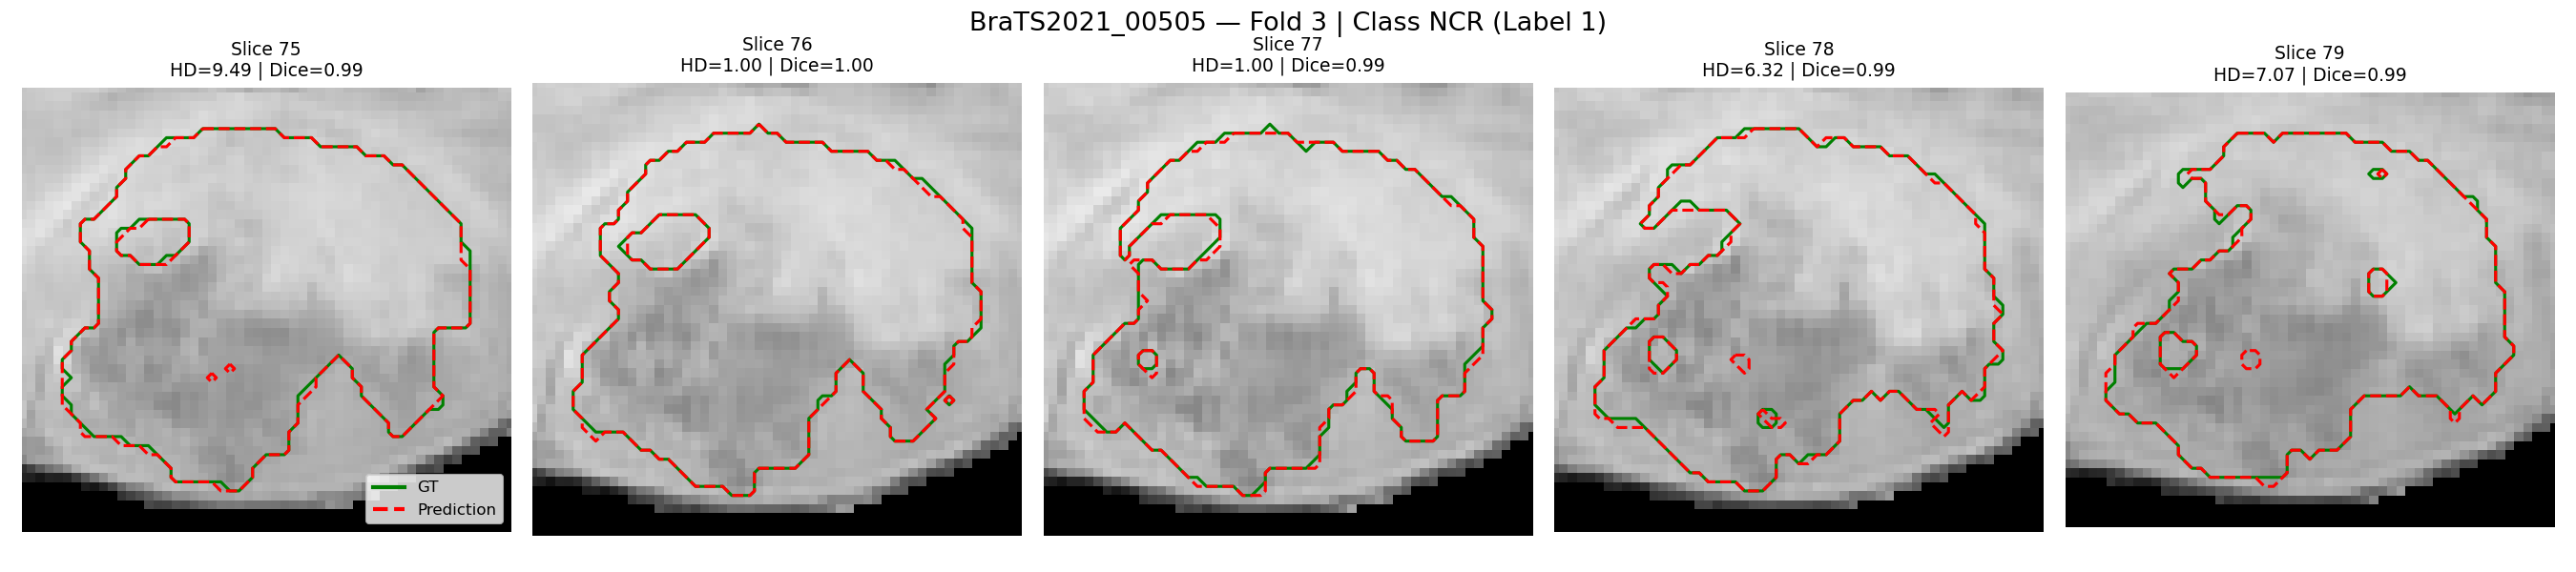 BraTS2021_00505 — Fold 3 | Class NCR (Label 1)
Slice 75
HD=9.49 | Dice=0.99
Slice 76
HD=1.00 | Dice=1.00
Slice 77
HD=1.00 | Dice=0.99
Slice 78
HD=6.32 | Dice=0.99
Slice 79
HD=7.07 | Dice=0.99
GT
Prediction